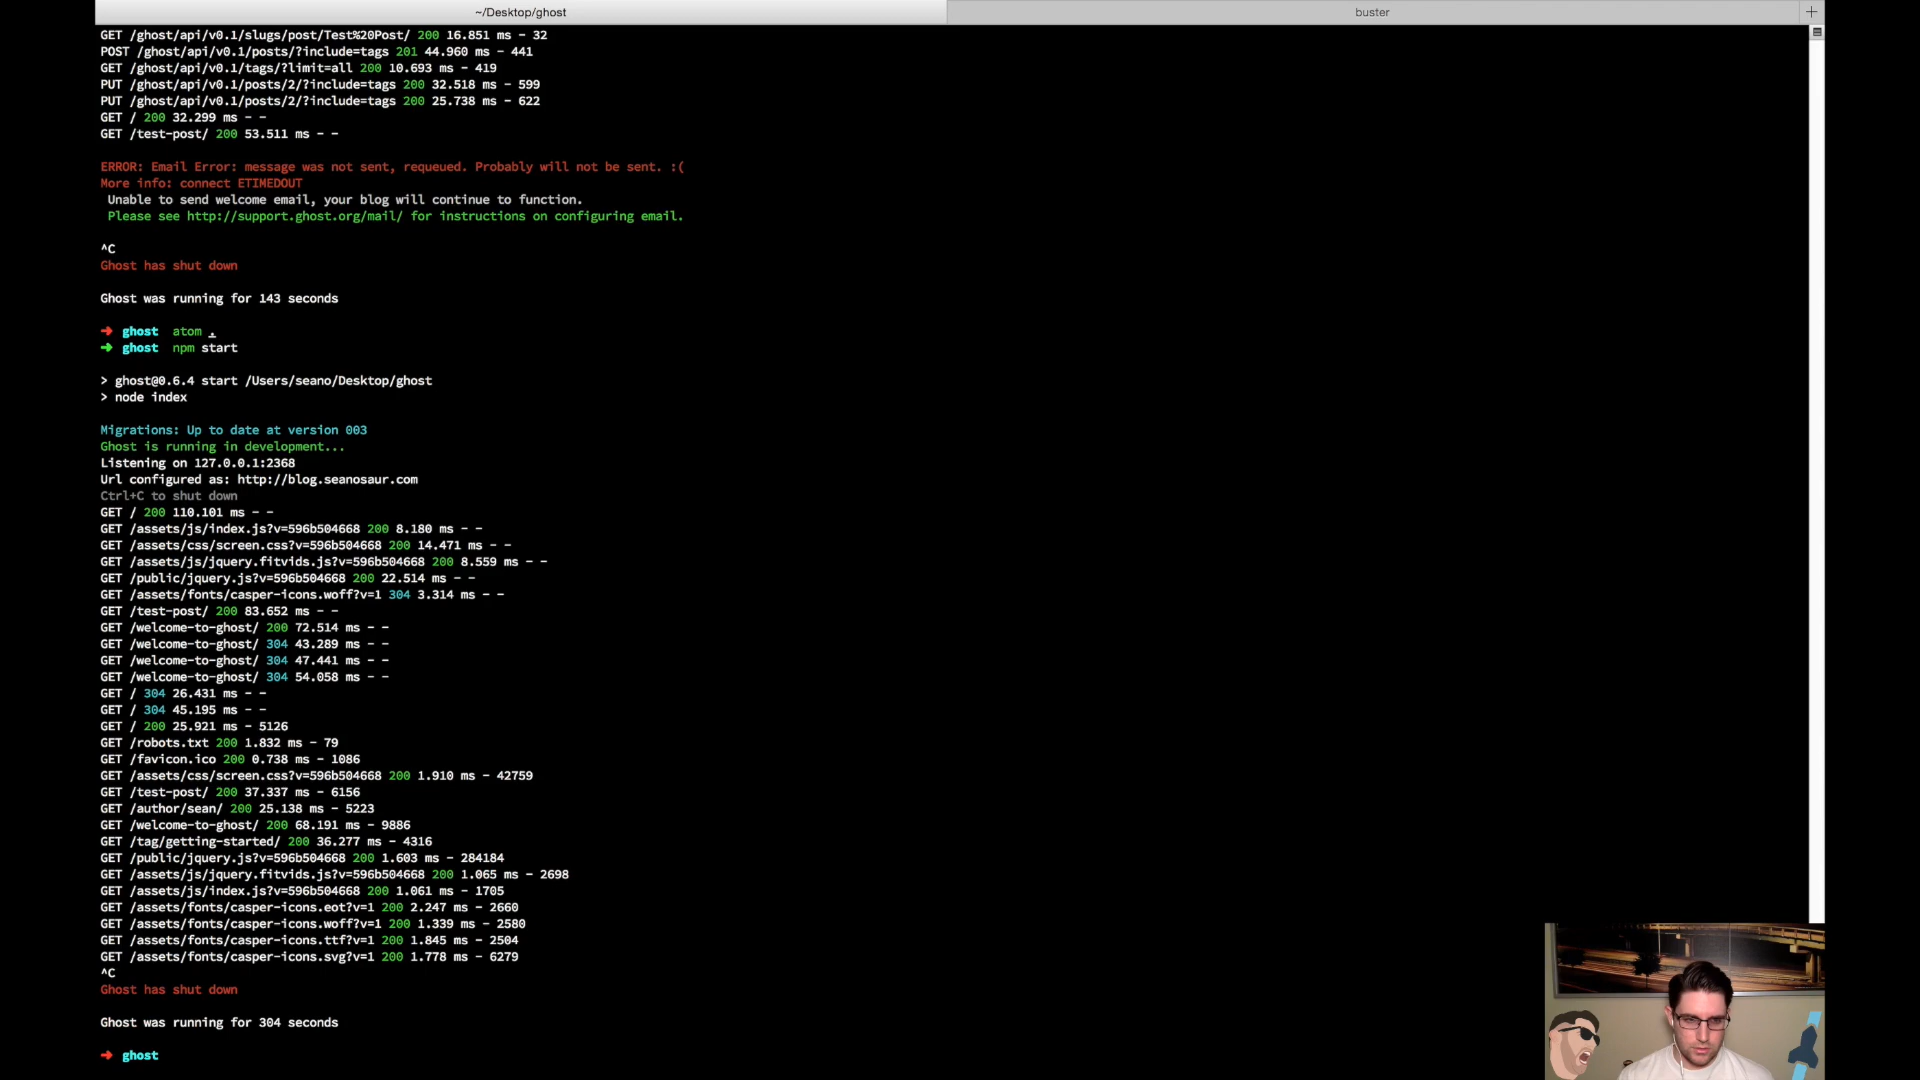 ~/Desktop/ghost
buster
+
GET /ghost/api/v0.1/slugs/post/Test%20Post/ 200 16.851 ms - 32
POST /ghost/api/v0.1/posts/?include=tags 201 44.960 ms - 441
GET /ghost/api/v0.1/tags/?limit=all 200 10.693 ms - 419
PUT /ghost/api/v0.1/posts/2/?include=tags 200 32.518 ms - 599
PUT /ghost/api/v0.1/posts/2/?include=tags 200 25.738 ms - 622
GET / 200 32.299 ms - -
GET /test-post/ 200 53.511 ms - -
ERROR: Email Error: message was not sent, requeued. Probably will not be sent. :(
More info: connect ETIMEDOUT
Unable to send welcome email, your blog will continue to function.
Please see http://support.ghost.org/mail/ for instructions on configuring email.
^C
Ghost has shut down
Ghost was running for 143 seconds
➜ ghost atom .
➜ ghost npm start
> ghost@0.6.4 start /Users/seano/Desktop/ghost
> node index
Migrations: Up to date at version 003
Ghost is running in development...
Listening on 127.0.0.1:2368
Url configured as: http://blog.seanosaur.com
Ctrl+C to shut down
GET / 200 110.101 ms - -
GET /assets/js/index.js?v=596b504668 200 8.180 ms - -
GET /assets/css/screen.css?v=596b504668 200 14.471 ms - -
GET /assets/js/jquery.fitvids.js?v=596b504668 200 8.559 ms - -
GET /public/jquery.js?v=596b504668 200 22.514 ms - -
GET /assets/fonts/casper-icons.woff?v=1 304 3.314 ms - -
GET /test-post/ 200 83.652 ms - -
GET /welcome-to-ghost/ 200 72.514 ms - -
GET /welcome-to-ghost/ 304 43.289 ms - -
GET /welcome-to-ghost/ 304 47.441 ms - -
GET /welcome-to-ghost/ 304 54.058 ms - -
GET / 304 26.431 ms - -
GET / 304 45.195 ms - -
GET / 200 25.921 ms - 5126
GET /robots.txt 200 1.832 ms - 79
GET /favicon.ico 200 0.738 ms - 1086
GET /assets/css/screen.css?v=596b504668 200 1.910 ms - 42759
GET /test-post/ 200 37.337 ms - 6156
GET /author/sean/ 200 25.138 ms - 5223
GET /welcome-to-ghost/ 200 68.191 ms - 9886
GET /tag/getting-started/ 200 36.277 ms - 4316
GET /public/jquery.js?v=596b504668 200 1.603 ms - 284184
GET /assets/js/jquery.fitvids.js?v=596b504668 200 1.065 ms - 2698
GET /assets/js/index.js?v=596b504668 200 1.061 ms - 1705
GET /assets/fonts/casper-icons.eot?v=1 200 2.247 ms - 2660
GET /assets/fonts/casper-icons.woff?v=1 200 1.339 ms - 2580
GET /assets/fonts/casper-icons.ttf?v=1 200 1.845 ms - 2504
GET /assets/fonts/casper-icons.svg?v=1 200 1.778 ms - 6279
^C
Ghost has shut down
Ghost was running for 304 seconds
➜ ghost